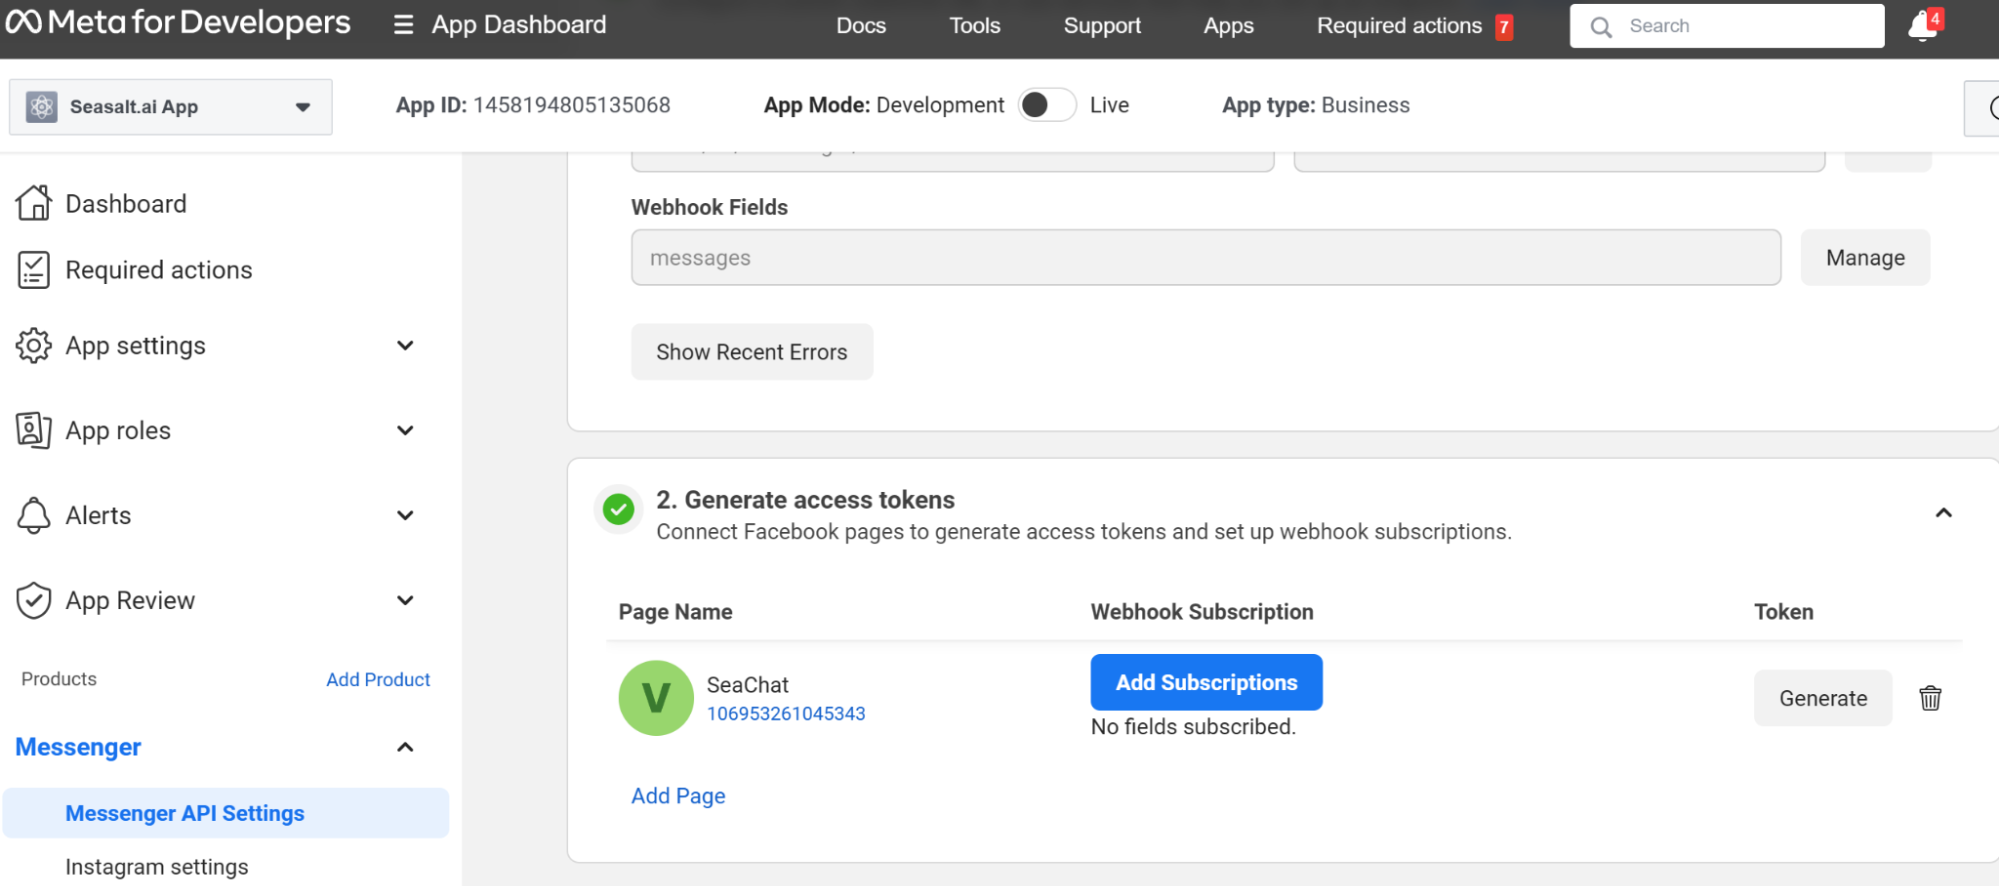 Meta for Developers
App Dashboard
Docs
Tools
Support
Apps
Required actions 7
Search
4
Seasalt.ai App
App ID: 1458194805135068
App Mode: Development
Live
App type: Business
Dashboard
Required actions
App settings
App roles
Alerts
App Review
Products
Add Product
Messenger
Messenger API Settings
Instagram settings
Webhook Fields
messages
Manage
Show Recent Errors
2. Generate access tokens
Connect Facebook pages to generate access tokens and set up webhook subscriptions.
Page Name
Webhook Subscription
Token
V
SeaChat
106953261045343
Add Subscriptions
No fields subscribed.
Generate
Add Page